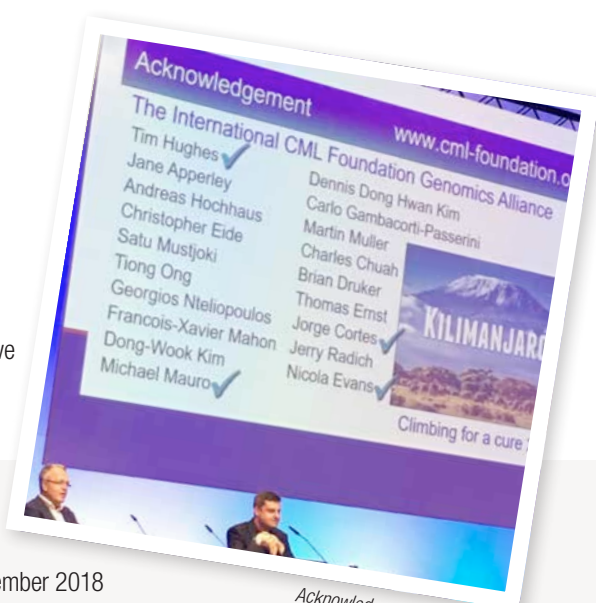 Acknowledgement
www.cml-foundation.o
The International CML Foundation Genomics Alliance
Tim Hughes
Jane Apperley
Andreas Hochhaus
Christopher Eide
Satu Mustjoki
Tiong Ong
Georgios Nteliopoulos
Francois-Xavier Mahon
Dong-Wook Kim
Michael Mauro
Dennis Dong Hwan Kim
Carlo Gambacorti-Passerini
Martin Muller
Charles Chuah
Brian Druker
Thomas Ernst
Jorge Cortes
Jerry Radich
Nicola Evans
KILIMANJARO
Climbing for a cure
ve
ember 2018
Acknowled